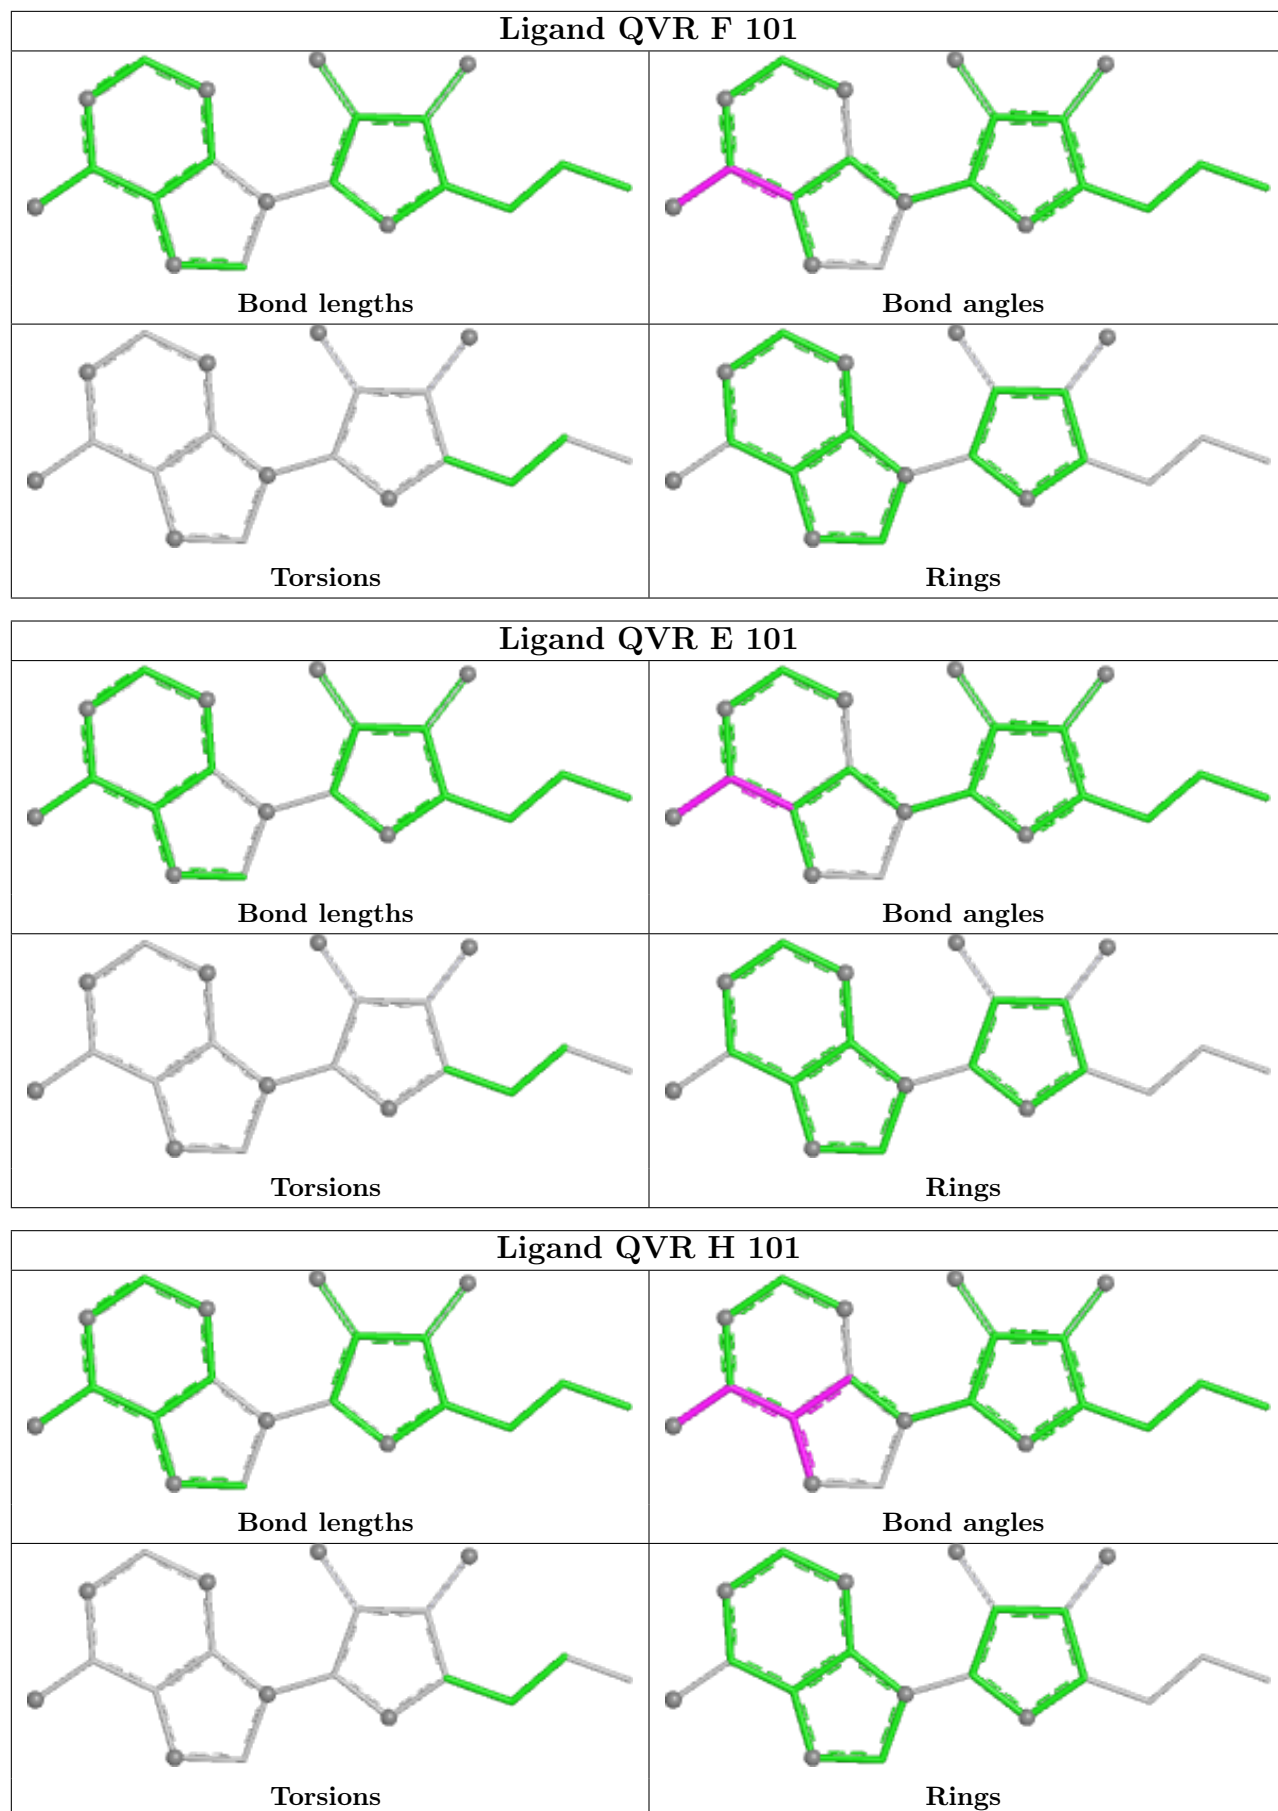 Ligand QVR F 101
Bond lengths
Bond angles
Torsions
Rings
Ligand QVR E 101
Bond lengths
Bond angles
Torsions
Rings
Ligand QVR H 101
Bond lengths
Bond angles
Torsions
Rings